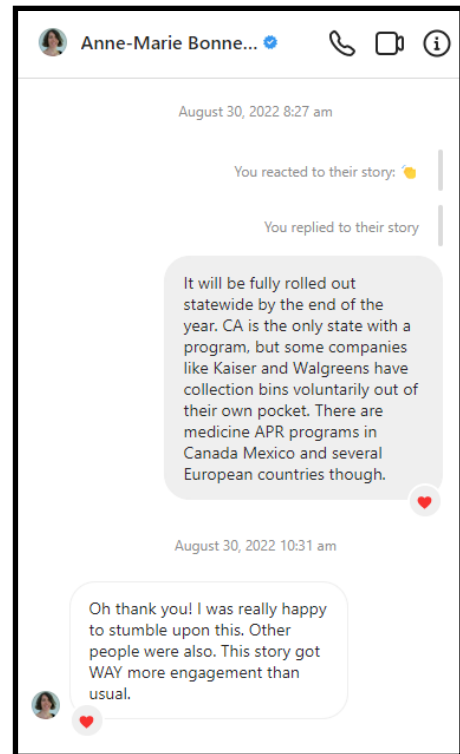 Anne-Marie Bonne...
August 30, 2022 8:27 am
You reacted to their story: 👏
You replied to their story
It will be fully rolled out
statewide by the end of the
year. CA is the only state with a
program, but some companies
like Kaiser and Walgreens have
collection bins voluntarily out of
their own pocket. There are
medicine APR programs in
Canada Mexico and several
European countries though.
August 30, 2022 10:31 am
Oh thank you! I was really happy
to stumble upon this. Other
people were also. This story got
WAY more engagement than
usual.